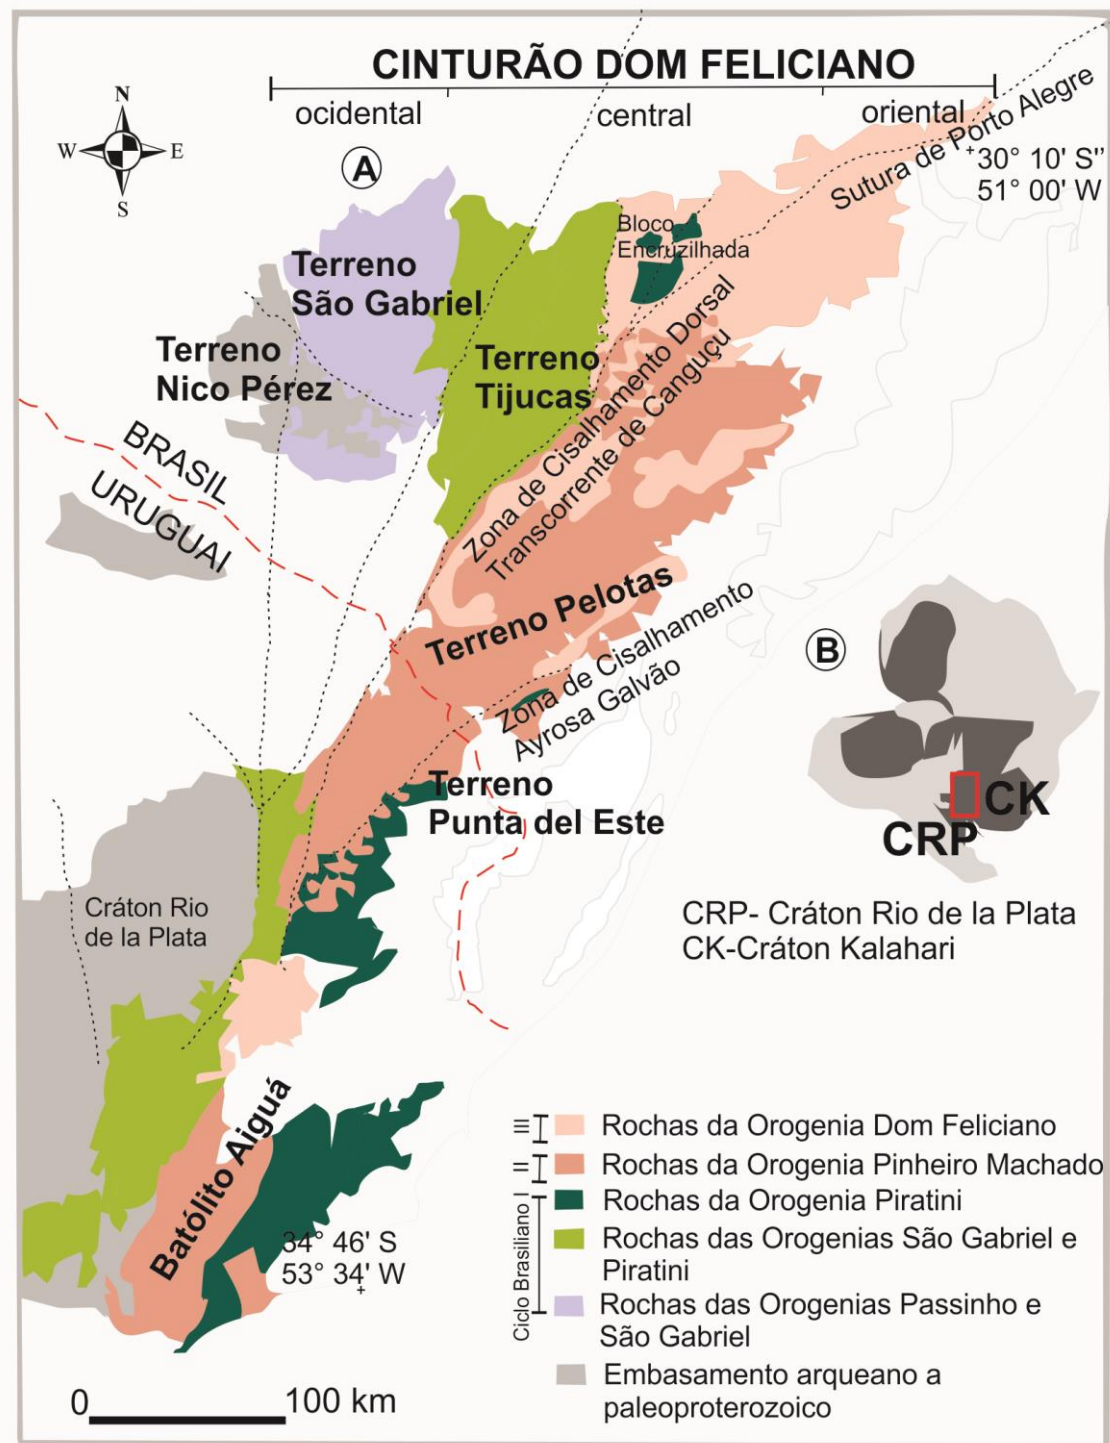 CINTURÃO DOM FELICIANO
ocidental
central
oriental
N
W
E
S
A
Sutura de Porto Alegre
+30° 10' S"
51° 00' W
Bloco
Encruzilhada
Terreno
São Gabriel
Terreno
Nico Pérez
Terreno
Tijucas
Zona de Cisalhamento Dorsal
Transcorrente de Canguçu
BRASIL
URUGUAI
Terreno Pelotas
Zona de Cisalhamento
Ayrosa Galvão
B
CK
CRP
Terreno
Punta del Este
Cráton Rio
de la Plata
CRP- Cráton Rio de la Plata
CK-Cráton Kalahari
Batólito Aiguá
34° 46' S
53° 34' W
+
III
Rochas da Orogenia Dom Feliciano
II
Rochas da Orogenia Pinheiro Machado
Ciclo Brasiliano I
Rochas da Orogenia Piratini
Rochas das Orogenias São Gabriel e
Piratini
Rochas das Orogenias Passinho e
São Gabriel
Embasamento arqueano a
paleoproterozoico
0
100 km